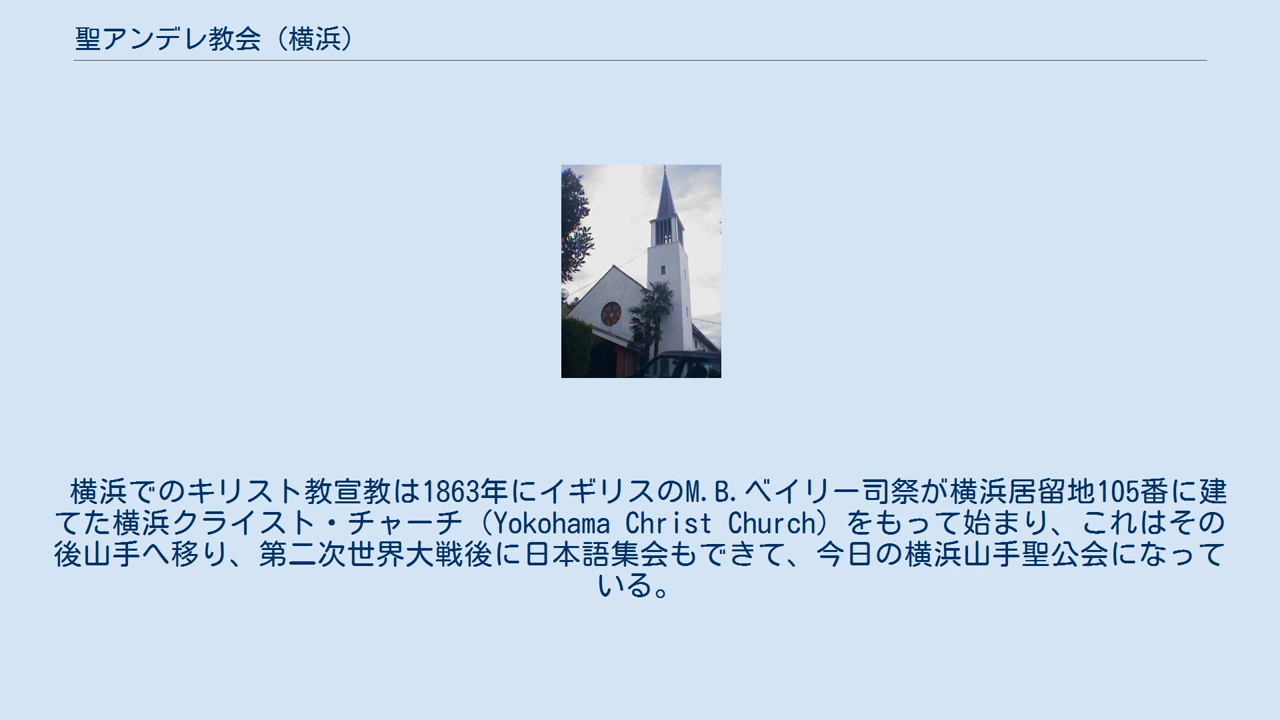 聖アンデレ教会（横浜）
横浜でのキリスト教宣教は1863年にイギリスのM.B.ベイリー司祭が横浜居留地105番に建
てた横浜クライスト・チャーチ（Yokohama Christ Church）をもって始まり、これはその
後山手へ移り、第二次世界大戦後に日本語集会もできて、今日の横浜山手聖公会になって
いる。